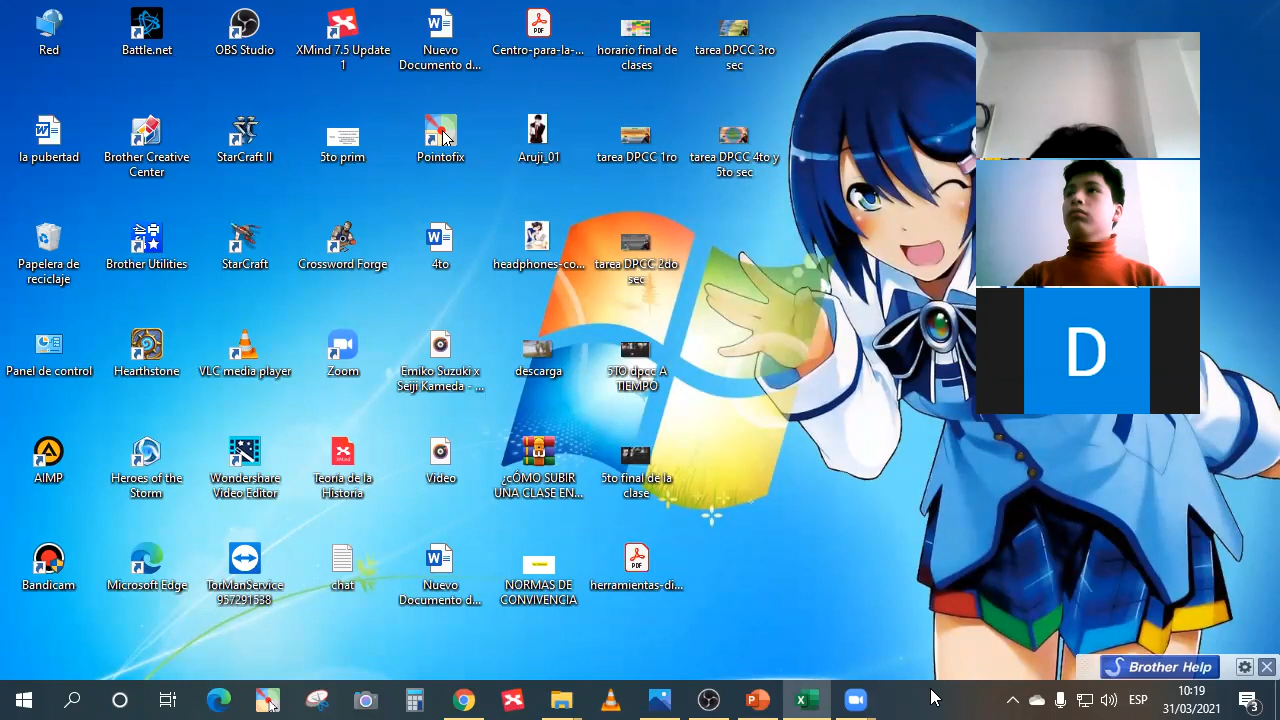 Red
Battle.net
OBS Studio
XMind 7.5 Update
1
Nuevo
Documento d...
Centro-para-la-...
horario final de
clases
tarea DPCC 3ro
sec
la pubertad
Brother Creative
Center
StarCraft II
5to prim
Pointofix
Aruji_01
tarea DPCC 1ro
tarea DPCC 4to y
5to sec
Papelera de
reciclaje
Brother Utilities
StarCraft
Crossword Forge
4to
headphones-co...
tarea DPCC 2do
sec
Panel de control
Hearthstone
VLC media player
Zoom
Emiko Suzuki x
Seiji Kameda - ...
descarga
5TO dpcc A
TIEMPO
D
AIMP
Heroes of the
Storm
Wondershare
Video Editor
Teoria de la
Historia
Video
¿cÓMO SUBIR
UNA CLASE EN...
5to final de la
clase
Bandicam
Microsoft Edge
TorManService
957291538
chat
Nuevo
Documento d...
NORMAS DE
CONVIVENCIA
herramientas-di...
Brother Help
ESP
10:19
31/03/2021
3